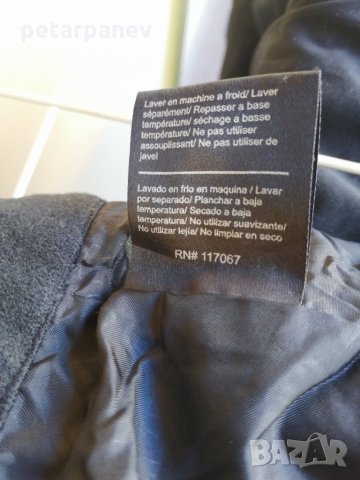 petarpanev
Laver en machine a froid/ Laver
séparément/ Repasser a base
température/ séchage a basse
température/ Ne pas utiliser
assouplissant/ Ne pas utiliser de
javel
Lavado en frio en maquina / Lavar
por separado/ Planchar a baja
temperatura/ Secado a baja
temperatura/ No utilizar suavizante/
No utilizar lejía/ No limpiar en seco
RN# 117067
BAZAR